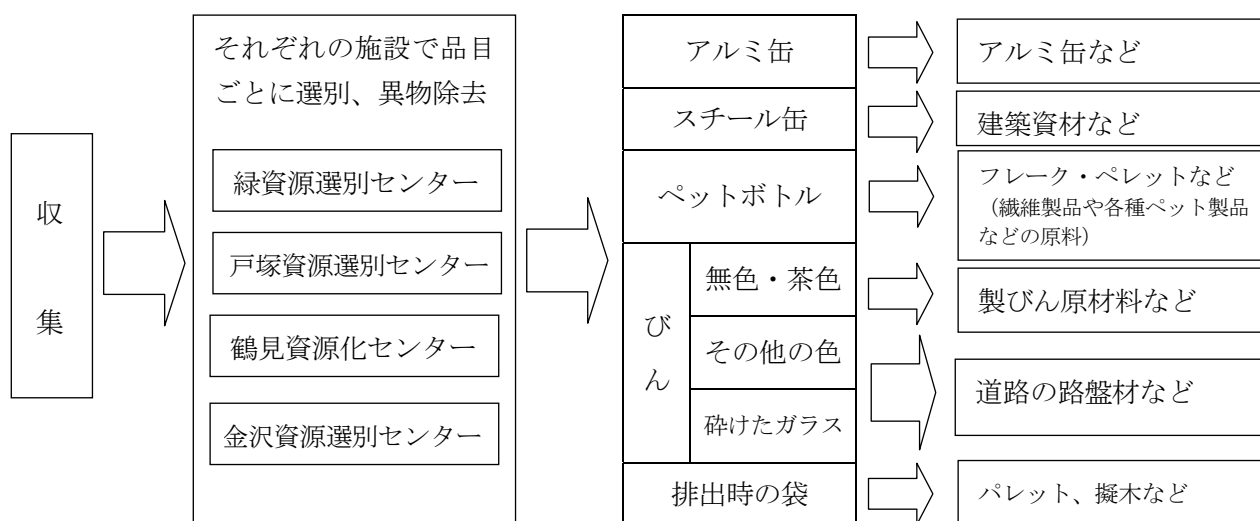 収
集
それぞれの施設で品目
ごとに選別、異物除去
緑資源選別センター
戸塚資源選別センター
鶴見資源化センター
金沢資源選別センター
アルミ缶
スチール缶
ペットボトル
びん
無色・茶色
その他の色
砕けたガラス
排出時の袋
アルミ缶など
建築資材など
フレーク・ペレットなど
（繊維製品や各種ペット製品
などの原料）
製びん原材料など
道路の路盤材など
パレット、擬木など